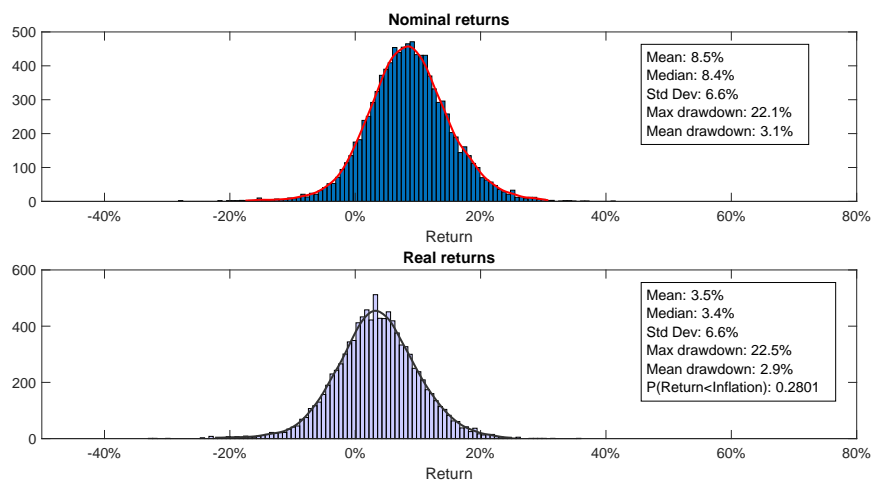 Nominal returns
500
400
300
200
100
0
Mean: 8.5%
Median: 8.4%
Std Dev: 6.6%
Max drawdown: 22.1%
Mean drawdown: 3.1%
-40% -20% 0% 20% 40% 60% 80%
Return
Real returns
600
400
200
0
Mean: 3.5%
Median: 3.4%
Std Dev: 6.6%
Max drawdown: 22.5%
Mean drawdown: 2.9%
P(Return<Inflation): 0.2801
-40% -20% 0% 20% 40% 60% 80%
Return